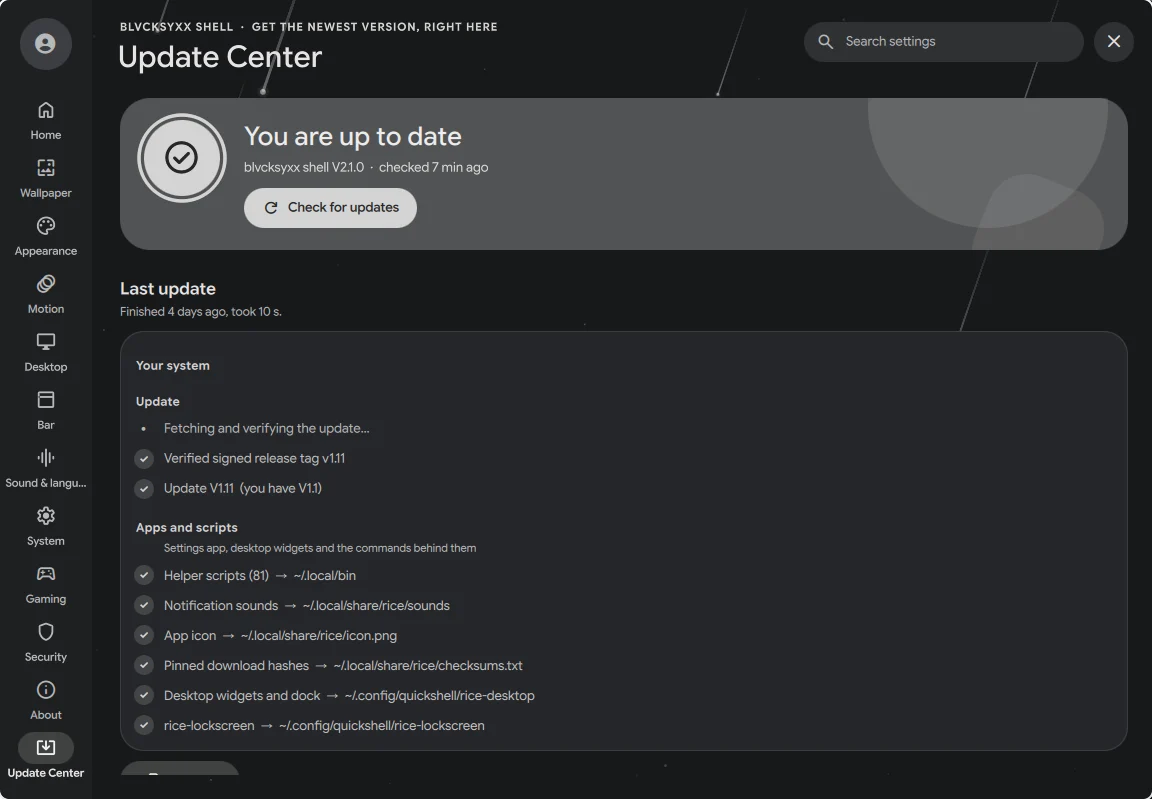 BLVCKSYXX SHELL · GET THE NEWEST VERSION, RIGHT HERE
Update Center
Search settings
Home
Wallpaper
Appearance
Motion
Desktop
Bar
Sound & langu...
System
Gaming
Security
About
Update Center
You are up to date
blvcksyxx shell V2.1.0 · checked 7 min ago
Check for updates
Last update
Finished 4 days ago, took 10 s.
Your system
Update
• Fetching and verifying the update...
Verified signed release tag v1.11
Update V1.11 (you have V1.1)
Apps and scripts
Settings app, desktop widgets and the commands behind them
Helper scripts (81) → ~/.local/bin
Notification sounds → ~/.local/share/rice/sounds
App icon → ~/.local/share/rice/icon.png
Pinned download hashes → ~/.local/share/rice/checksums.txt
Desktop widgets and dock → ~/.config/quickshell/rice-desktop
rice-lockscreen → ~/.config/quickshell/rice-lockscreen